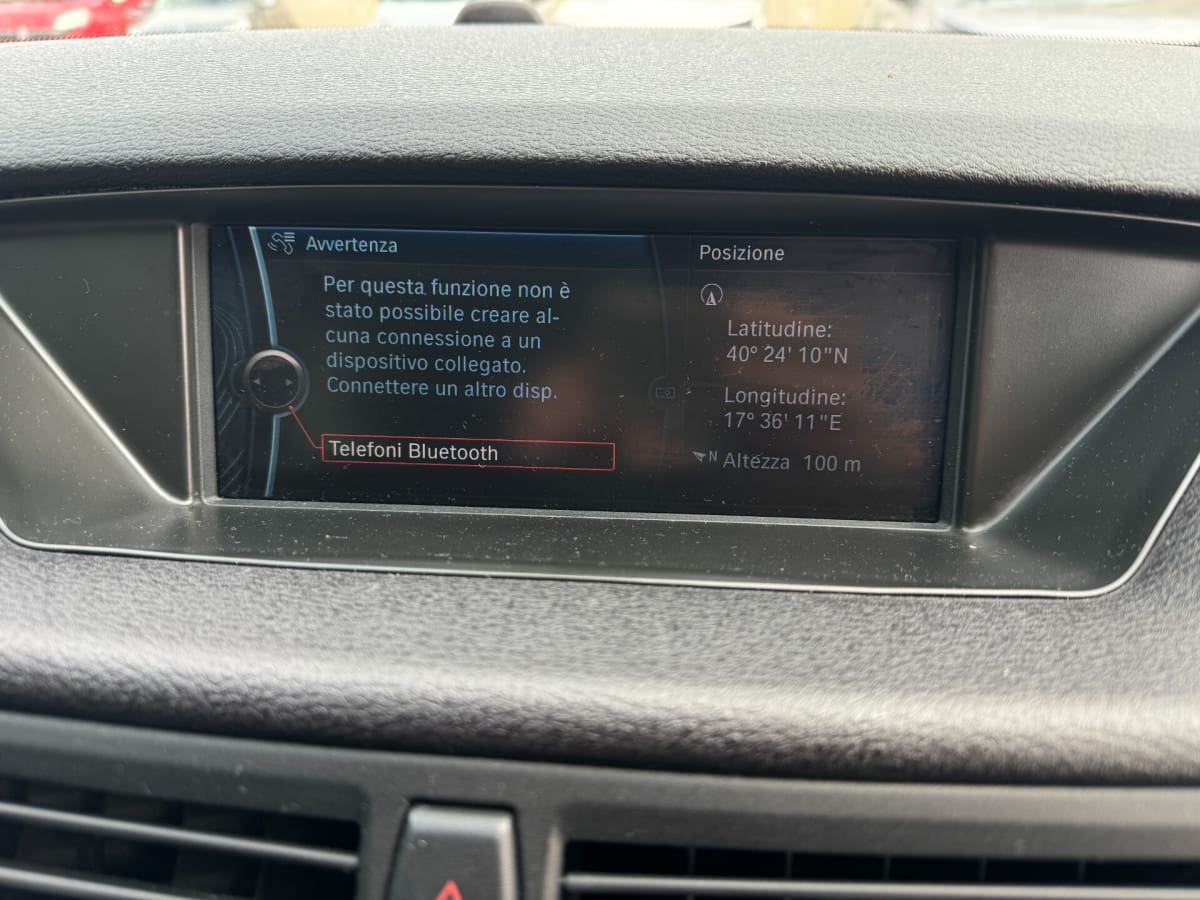 Avvertenza
Per questa funzione non è
stato possibile creare al-
cuna connessione a un
dispositivo collegato.
Connettere un altro disp.
Telefoni Bluetooth
Posizione
Latitudine:
40° 24' 10"N
Longitudine:
17° 36' 11"E
N Altezza 100 m